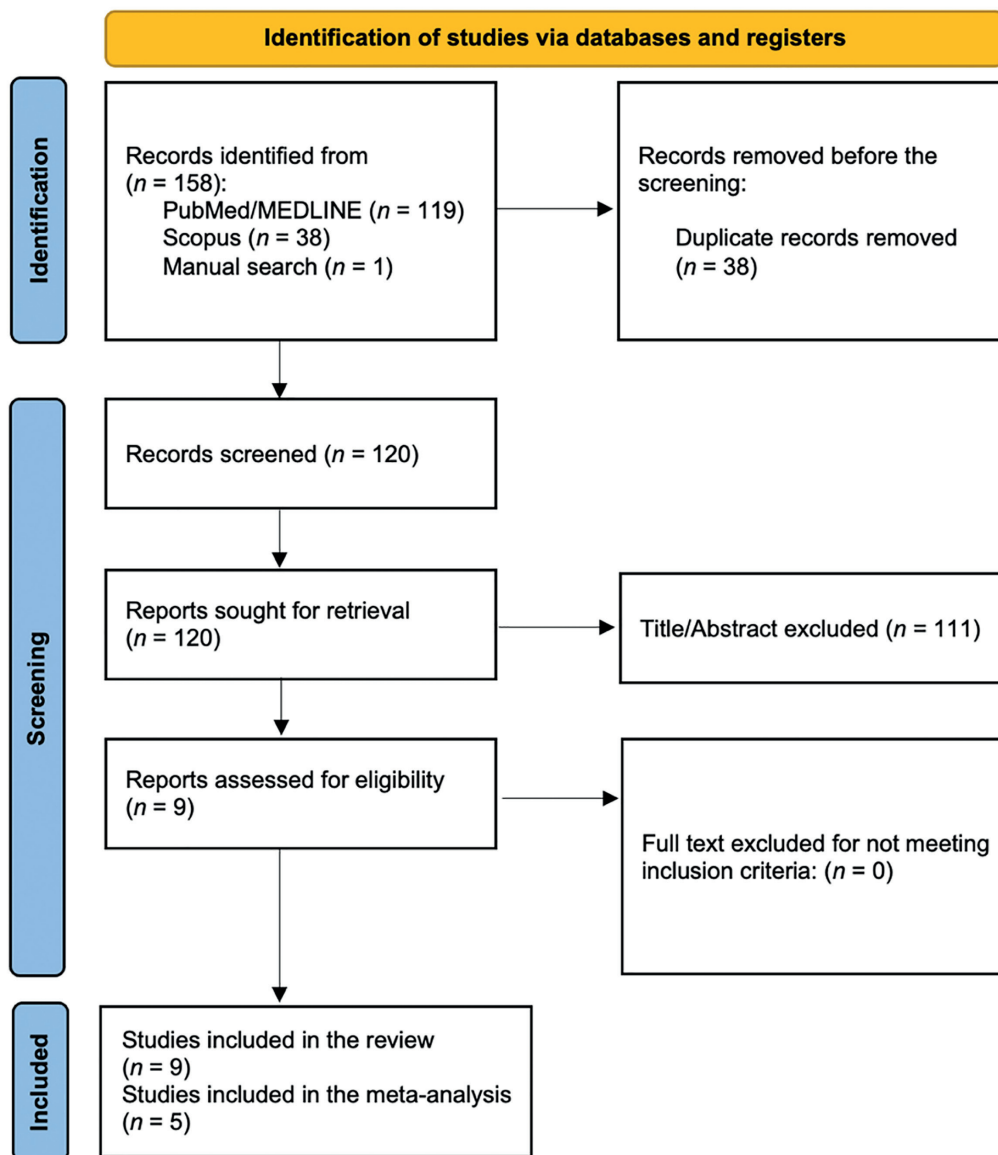 Identification of studies via databases and registers
Identification
Records identified from
(n = 158):
PubMed/MEDLINE (n = 119)
Scopus (n = 38)
Manual search (n = 1)
Records removed before the
screening:
Duplicate records removed
(n = 38)
Screening
Records screened (n = 120)
Reports sought for retrieval
(n = 120)
Title/Abstract excluded (n = 111)
Reports assessed for eligibility
(n = 9)
Full text excluded for not meeting
inclusion criteria: (n = 0)
Included
Studies included in the review
(n = 9)
Studies included in the meta-analysis
(n = 5)